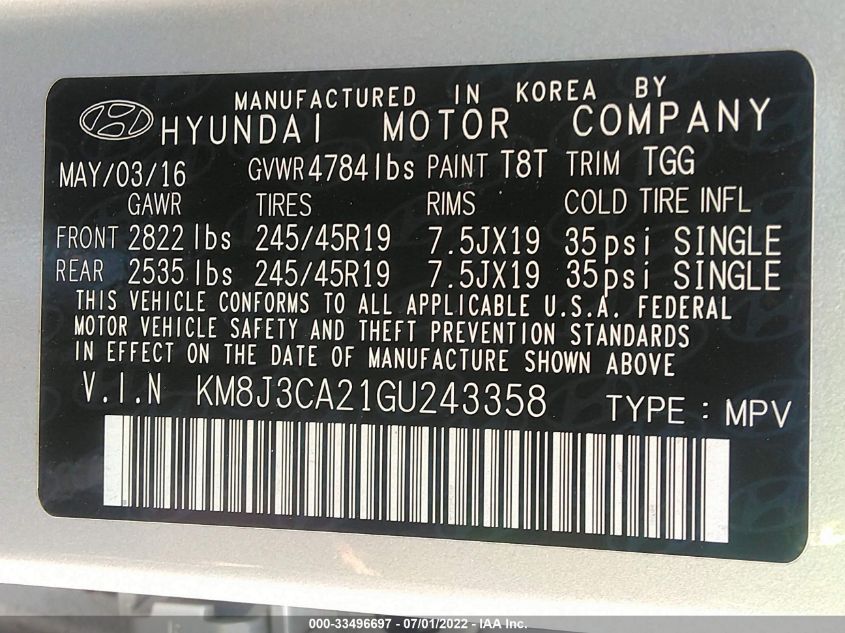 MANUFACTURED IN KOREA BY
HYUNDAI MOTOR COMPANY
MAY/03/16 GVWR 4784 lbs PAINT T8T TRIM TGG
GAWR TIRES RIMS COLD TIRE INFL
FRONT 2822 lbs 245/45R19 7.5JX19 35psi SINGLE
REAR 2535 lbs 245/45R19 7.5JX19 35psi SINGLE
THIS VEHICLE CONFORMS TO ALL APPLICABLE U.S.A. FEDERAL
MOTOR VEHICLE SAFETY AND THEFT PREVENTION STANDARDS
IN EFFECT ON THE DATE OF MANUFACTURE SHOWN ABOVE
V.I.N KM8J3CA21GU243358 TYPE : MPV
000-33496697 - 07/01/2022 - IAA Inc.